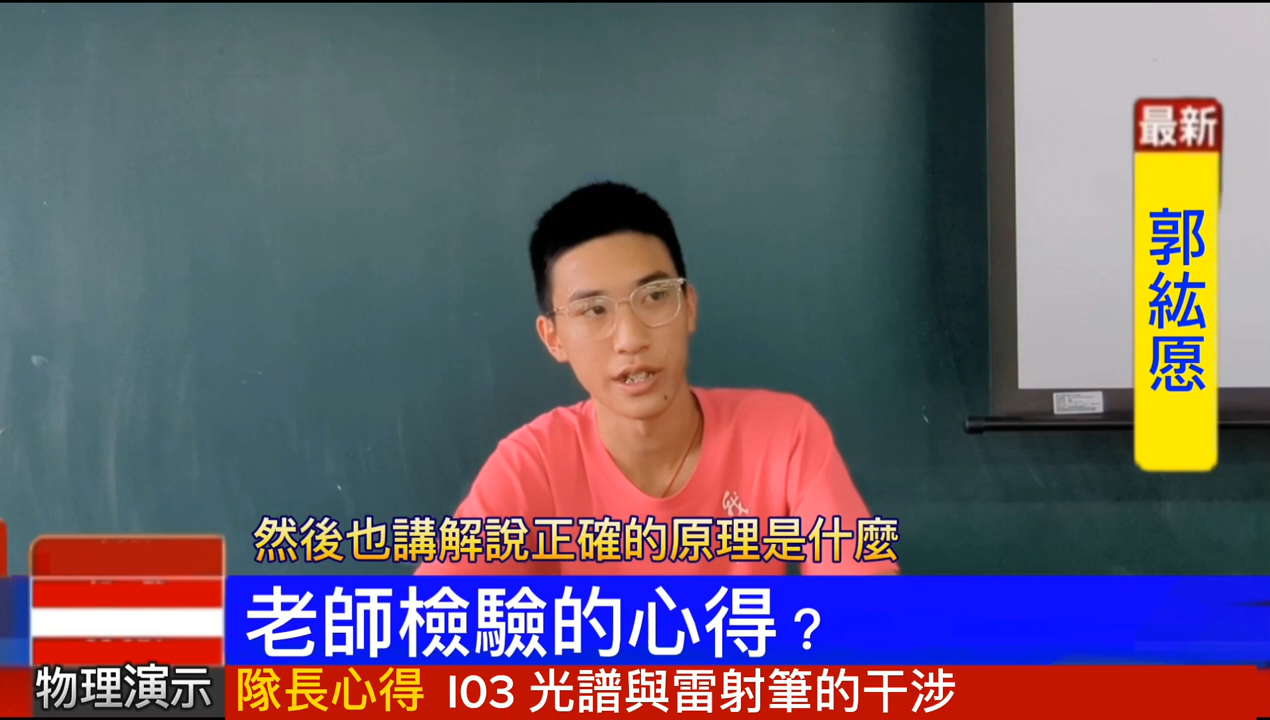 最新
郭紘愿
然後也講解說正確的原理是什麼
老師檢驗的心得?
物理演示
隊長心得 103 光譜與雷射筆的干涉